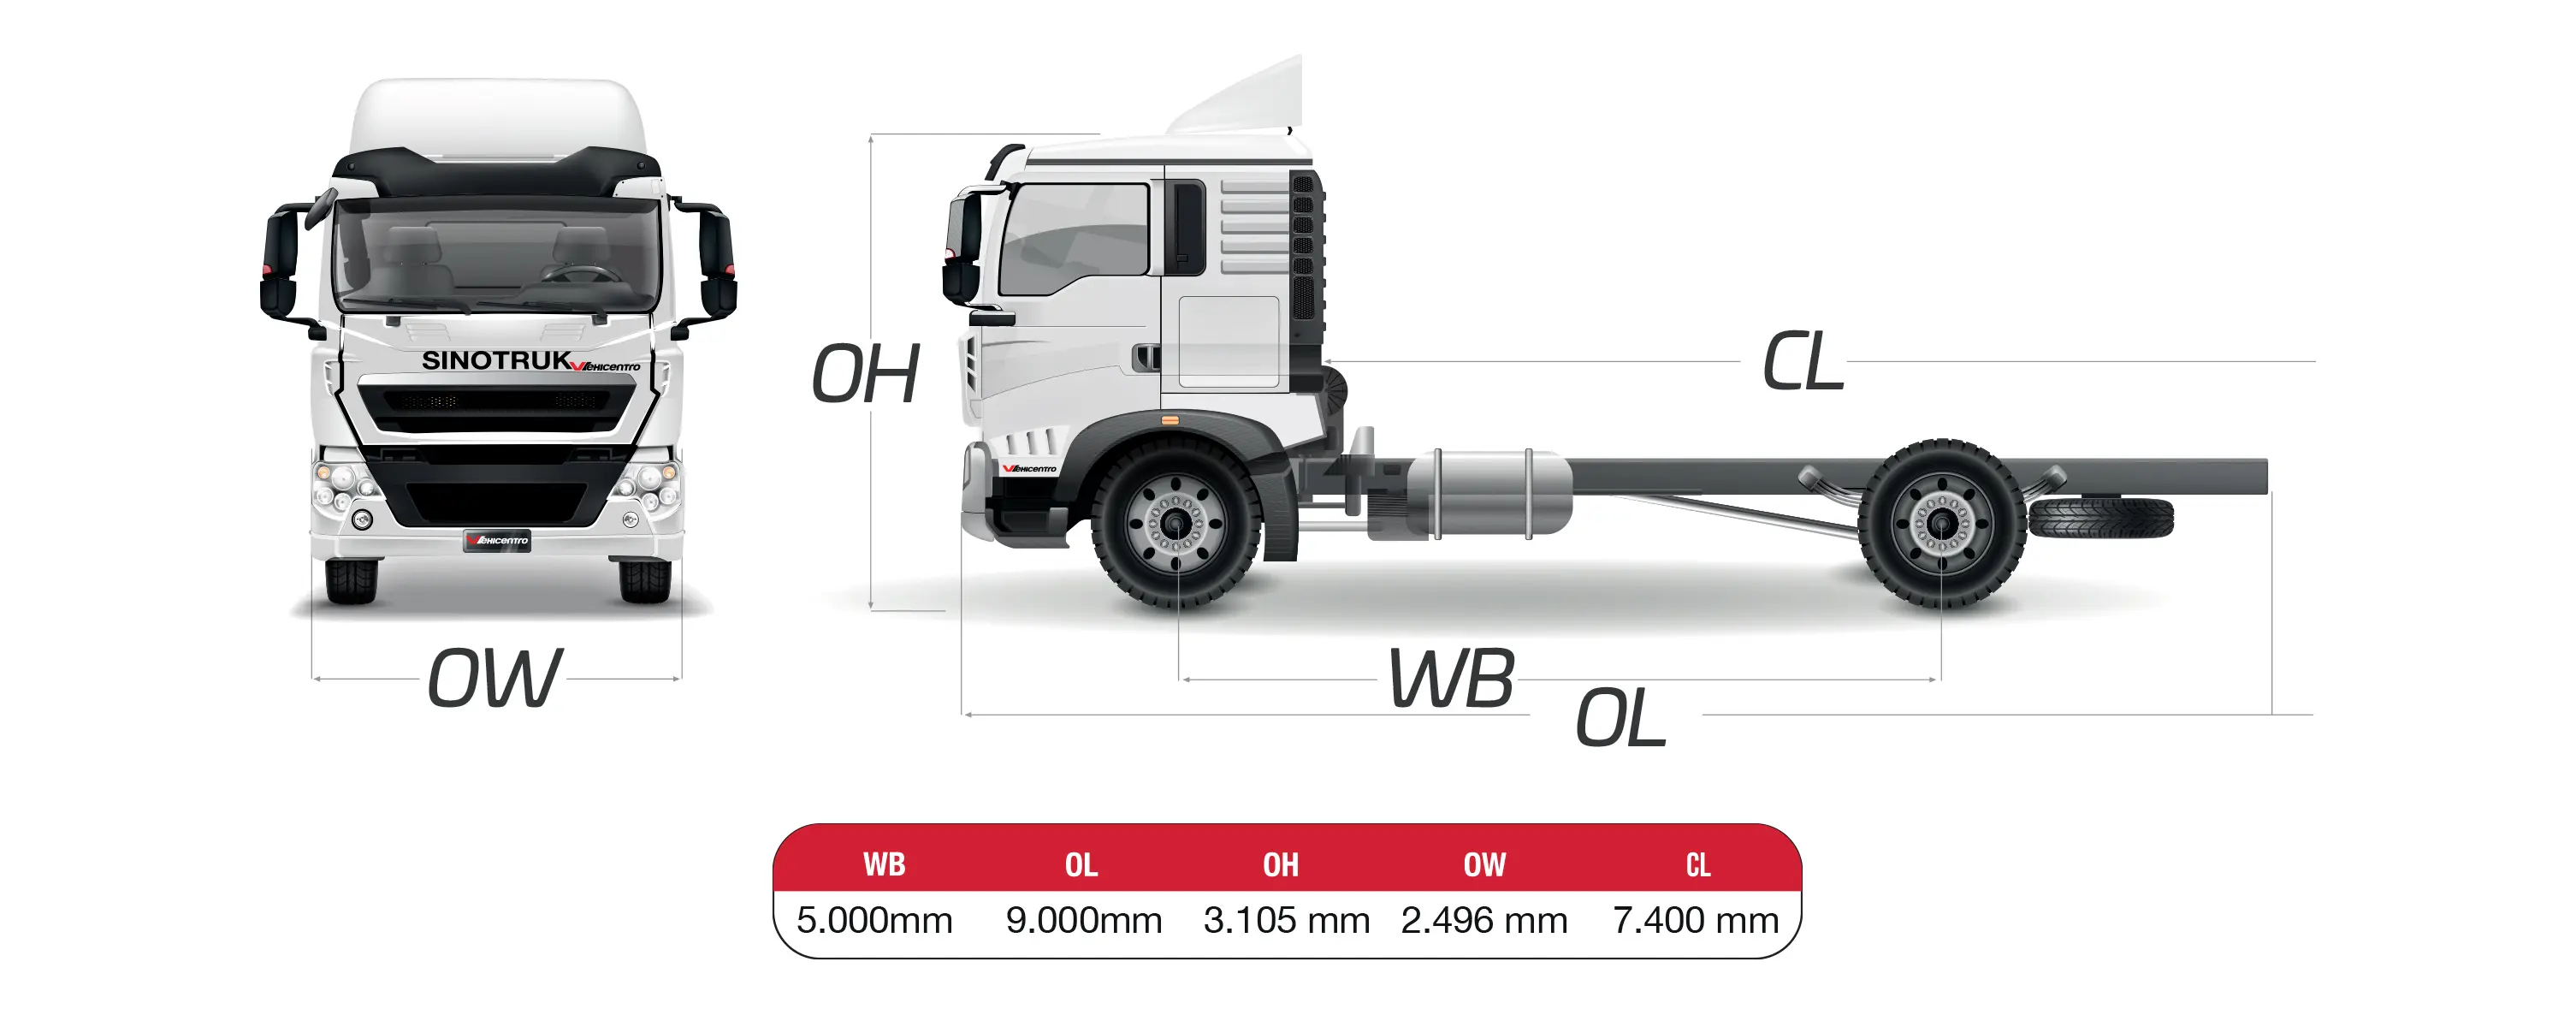 SINOTRUK VEHICENTRO
VEHICENTRO
OW
OH
VEHICENTRO
CL
WB
OL
WB OL OH OW CL
5.000mm 9.000mm 3.105 mm 2.496 mm 7.400 mm